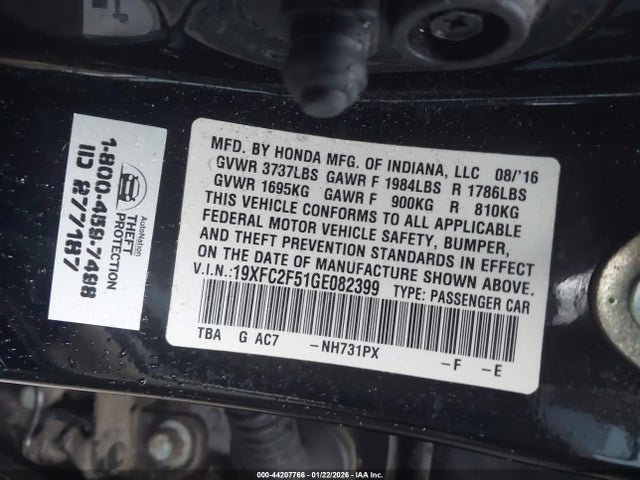 MFD. BY HONDA MFG. OF INDIANA, LLC 08/'16
GVWR 3737LBS GAWR F 1984LBS R 1786LBS
GVWR 1695KG GAWR F 900KG R 810KG
THIS VEHICLE CONFORMS TO ALL APPLICABLE
FEDERAL MOTOR VEHICLE SAFETY, BUMPER,
AND THEFT PREVENTION STANDARDS IN EFFECT
ON THE DATE OF MANUFACTURE SHOWN ABOVE.
V.I.N.:19XFC2F51GE082399 TYPE: PASSENGER CAR
TBA G AC7 -NH731PX -F -E
AutoNation
THEFT
PROTECTION
1-800-459-7498
ID 277187
000-44207766 - 01/22/2026 - IAA Inc.